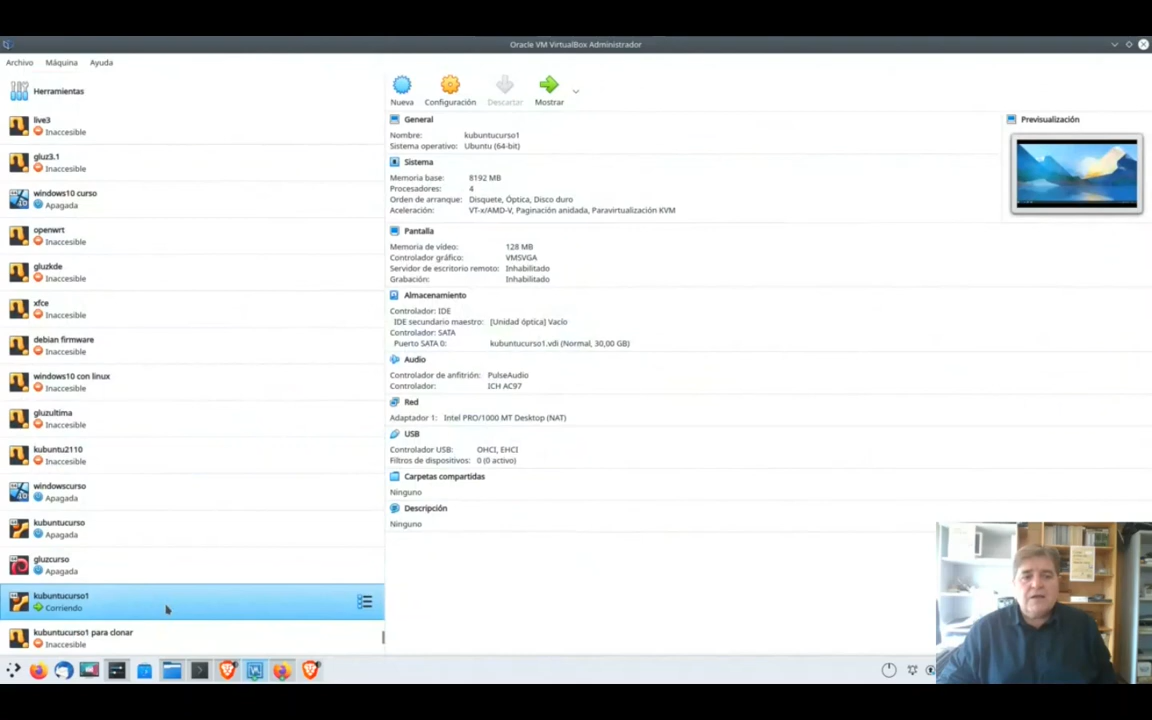 Oracle VM VirtualBox Administrador
Archivo Máquina Ayuda
Herramientas
live3
Inaccesible
gluz3.1
Inaccesible
windows10 curso
Apagada
openwrt
Inaccesible
gluzkde
Inaccesible
xfce
Inaccesible
debian firmware
Inaccesible
windows10 con linux
Inaccesible
gluzultima
Inaccesible
kubuntu2110
Inaccesible
windowscurso
Apagada
kubuntucurso
Apagada
gluzcurso
Apagada
kubuntucurso1
Corriendo
kubuntucurso1 para clonar
Inaccesible
Nueva Configuración Descartar Mostrar
General
Nombre: kubuntucurso1
Sistema operativo: Ubuntu (64-bit)
Sistema
Memoria base: 8192 MB
Procesadores: 4
Orden de arranque: Disquete, Óptica, Disco duro
Aceleración: VT-x/AMD-V, Paginación anidada, Paravirtualización KVM
Pantalla
Memoria de vídeo: 128 MB
Controlador gráfico: VMSVGA
Servidor de escritorio remoto: Inhabilitado
Grabación: Inhabilitado
Almacenamiento
Controlador: IDE
IDE secundario maestro: [Unidad óptica] Vacío
Controlador: SATA
Puerto SATA 0: kubuntucurso1.vdi (Normal, 30,00 GB)
Audio
Controlador de anfitrión: PulseAudio
Controlador: ICH AC97
Red
Adaptador 1: Intel PRO/1000 MT Desktop (NAT)
USB
Controlador USB: OHCI, EHCI
Filtros de dispositivos: 0 (0 activo)
Carpetas compartidas
Ninguno
Descripción
Ninguno
Previsualización